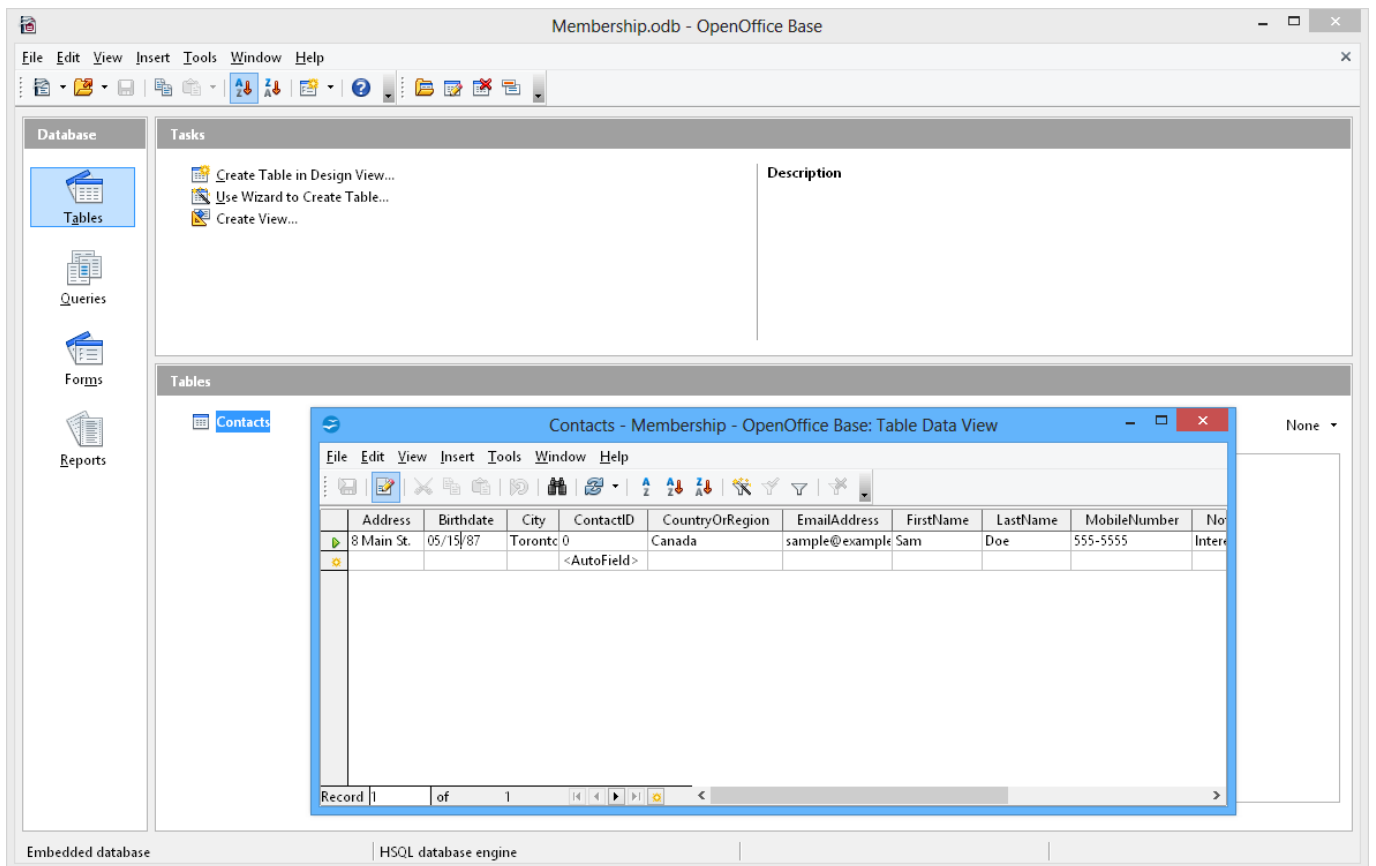 Membership.odb - OpenOffice Base
File Edit View Insert Tools Window Help
Database
Tasks
Tables
Queries
Forms
Reports
Create Table in Design View...
Use Wizard to Create Table...
Create View...
Description
Tables
Contacts
None
Contacts - Membership - OpenOffice Base: Table Data View
File Edit View Insert Tools Window Help
Address Birthdate City ContactID CountryOrRegion EmailAddress FirstName LastName MobileNumber No
8 Main St. 05/15/87 Toronto 0 Canada sample@example Sam Doe 555-5555 Inter
<AutoField>
Record 1 of 1
Embedded database HSQL database engine